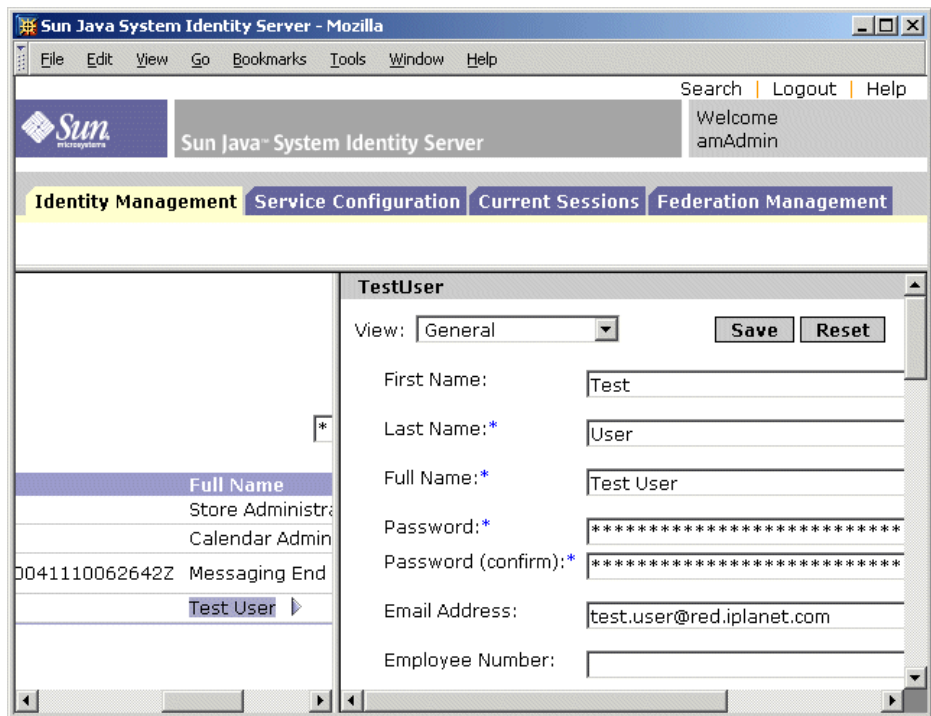 Sun Java System Identity Server - Mozilla
File Edit View Go Bookmarks Tools Window Help
Search | Logout | Help
Sun
microsystems
Sun Java™ System Identity Server
Welcome
amAdmin
Identity Management Service Configuration Current Sessions Federation Management
*
Full Name
Store Administra
Calendar Admin
0041110062642Z Messaging End
Test User
TestUser
View: General Save Reset
First Name: Test
Last Name:* User
Full Name:* Test User
Password:* ****************************
Password (confirm):* ****************************
Email Address: test.user@red.iplanet.com
Employee Number: